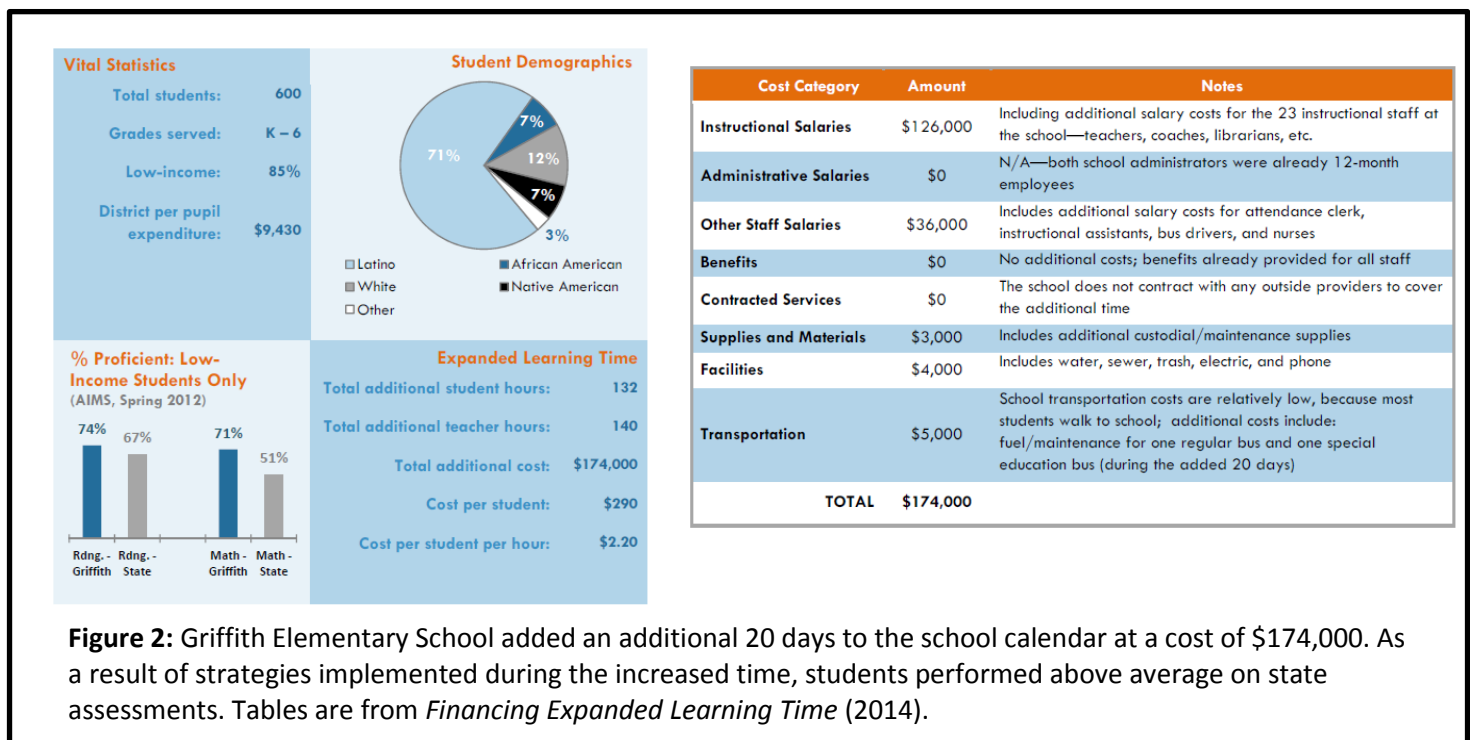 Vital Statistics
Total students: 600
Grades served: K – 6
Low-income: 85%
District per pupil
expenditure: $9,430
Student Demographics
71%
7%
12%
7%
3%
Latino
African American
White
Native American
Other
% Proficient: Low-
Income Students Only
(AIMS, Spring 2012)
74%
67%
71%
51%
Rdng. - Rdng. - Math - Math -
Griffith State Griffith State
Expanded Learning Time
Total additional student hours: 132
Total additional teacher hours: 140
Total additional cost: $174,000
Cost per student: $290
Cost per student per hour: $2.20
Cost Category Amount Notes
Instructional Salaries $126,000 Including additional salary costs for the 23 instructional staff at
the school—teachers, coaches, librarians, etc.
Administrative Salaries $0 N/A—both school administrators were already 12-month
employees
Other Staff Salaries $36,000 Includes additional salary costs for attendance clerk,
instructional assistants, bus drivers, and nurses
Benefits $0 No additional costs; benefits already provided for all staff
Contracted Services $0 The school does not contract with any outside providers to cover
the additional time
Supplies and Materials $3,000 Includes additional custodial/maintenance supplies
Facilities $4,000 Includes water, sewer, trash, electric, and phone
Transportation $5,000 School transportation costs are relatively low, because most
students walk to school; additional costs include:
fuel/maintenance for one regular bus and one special
education bus (during the added 20 days)
TOTAL $174,000
Figure 2: Griffith Elementary School added an additional 20 days to the school calendar at a cost of $174,000. As
a result of strategies implemented during the increased time, students performed above average on state
assessments. Tables are from Financing Expanded Learning Time (2014).